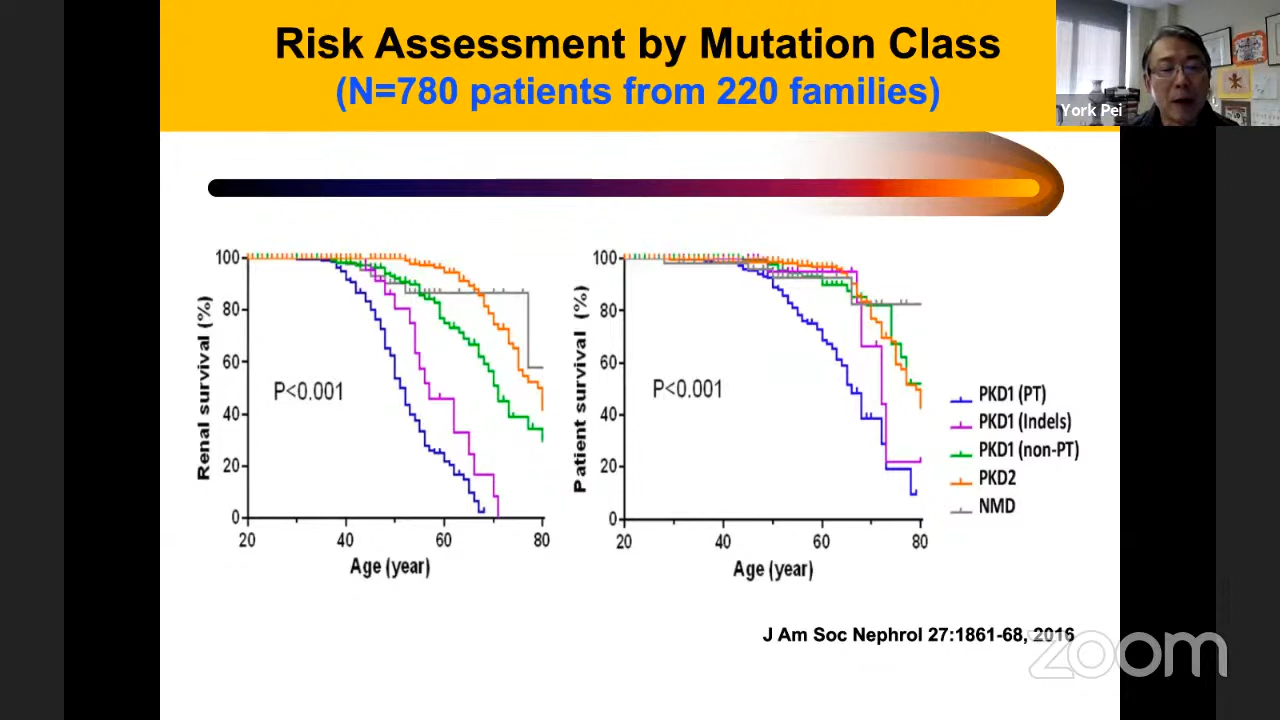 Risk Assessment by Mutation Class
(N=780 patients from 220 families)
York Pei
Renal survival (%)
100
80
60
40
20
0
P<0.001
20 40 60 80
Age (year)
Patient survival (%)
100
80
60
40
20
0
P<0.001
20 40 60 80
Age (year)
PKD1 (PT)
PKD1 (Indels)
PKD1 (non-PT)
PKD2
NMD
J Am Soc Nephrol 27:1861-68, 2016
zoom